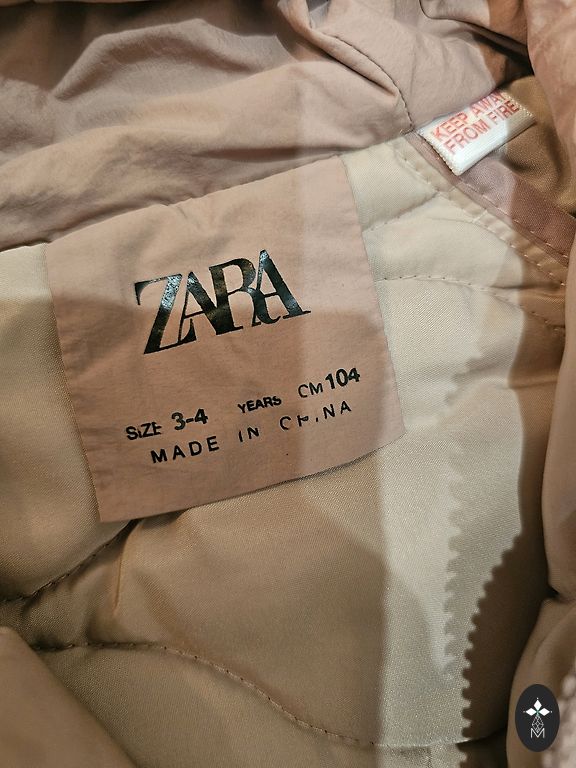 KEEP AWAY
FROM FIRE
ZARA
SIZE 3-4 YEARS CM 104
MADE IN CHINA
M